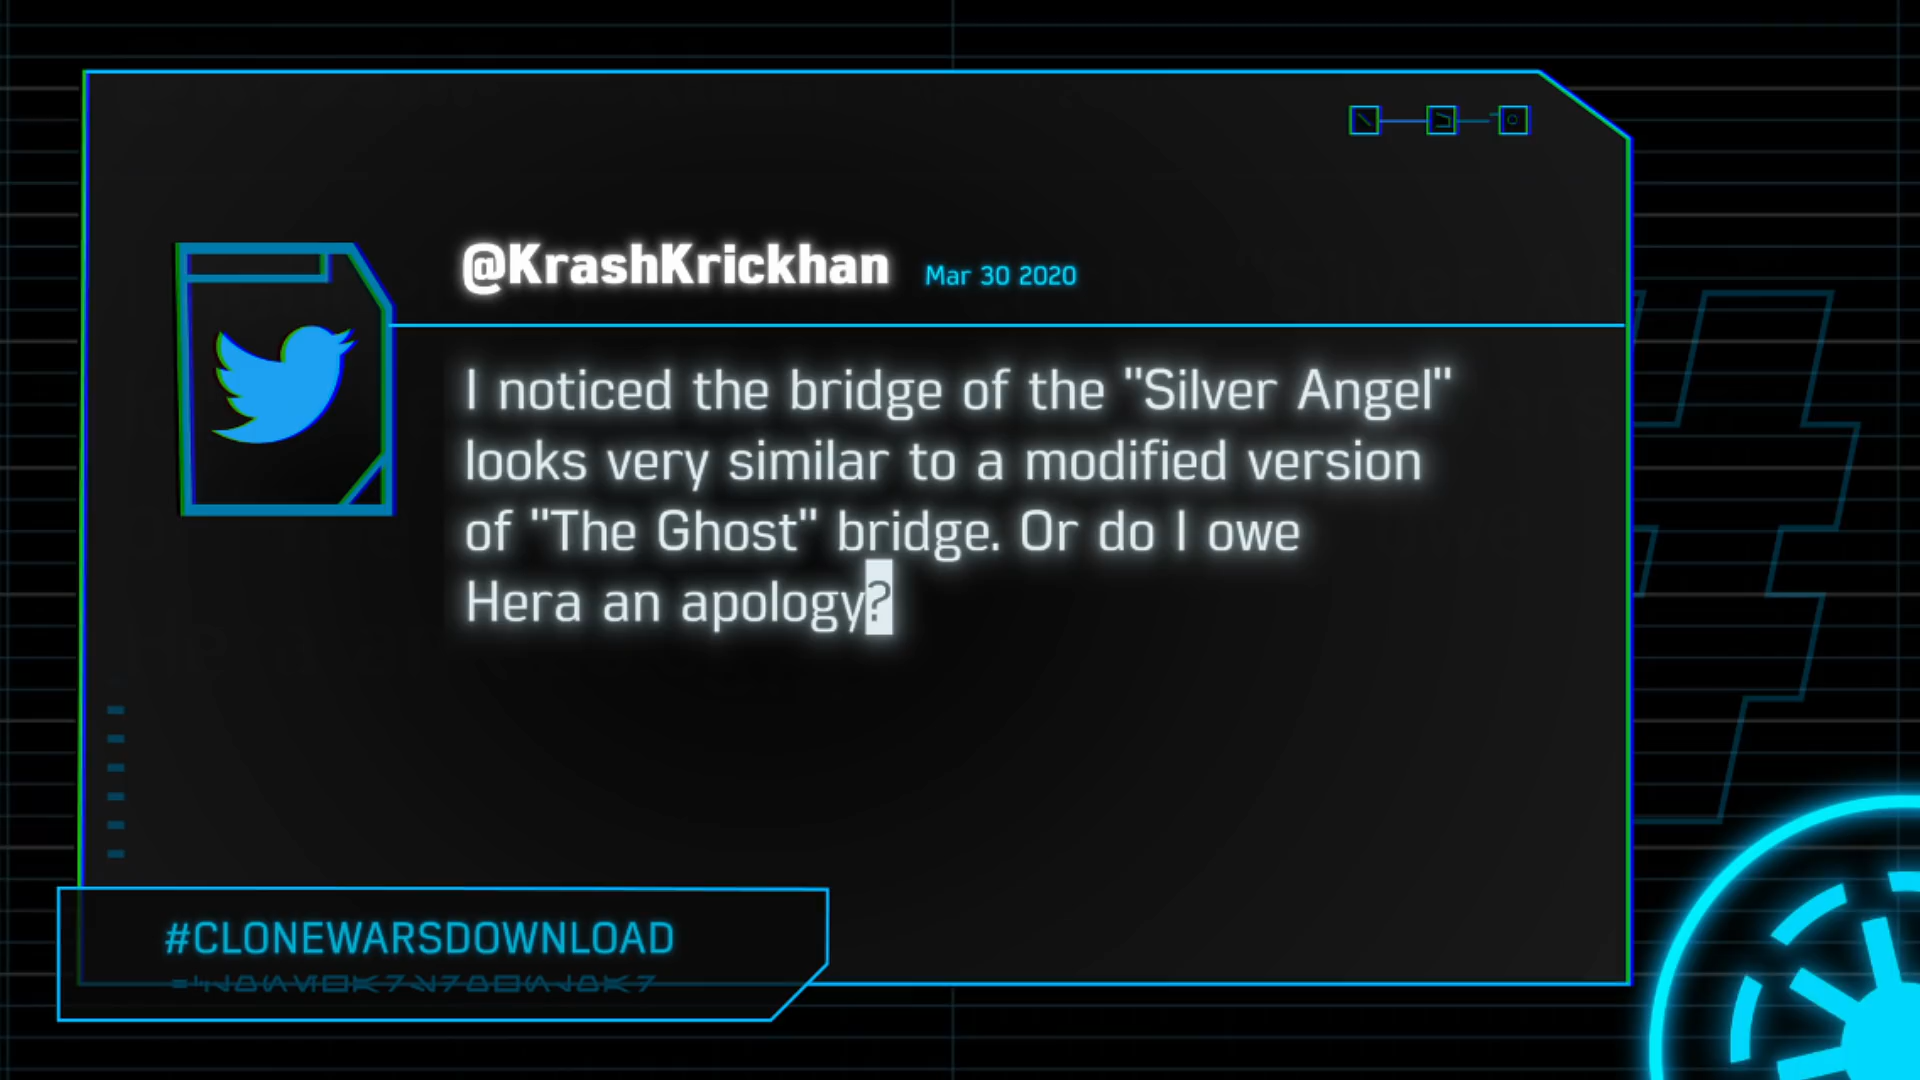 @KrashKrickhan Mar 30 2020
I noticed the bridge of the "Silver Angel"
looks very similar to a modified version
of "The Ghost" bridge. Or do I owe
Hera an apology?
#CLONEWARSDOWNLOAD